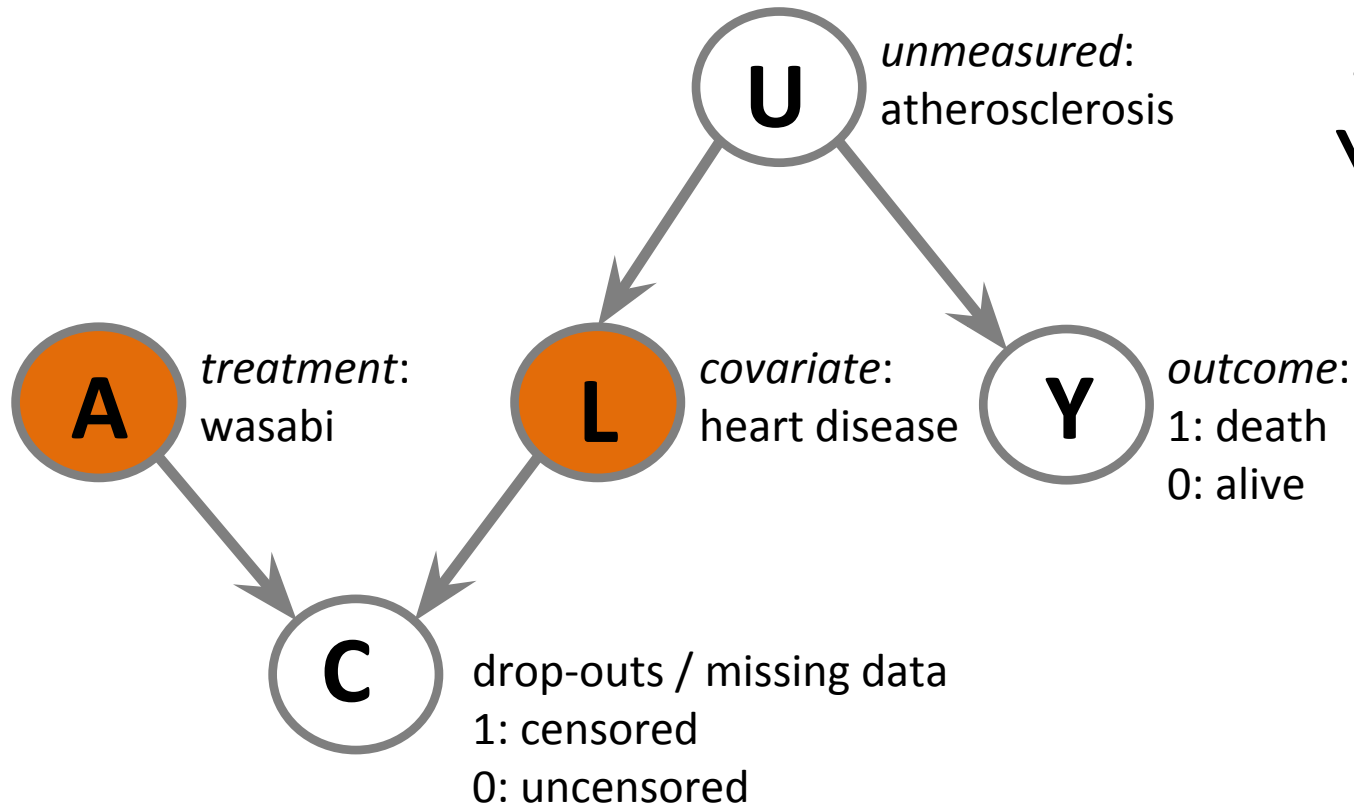 U
unmeasured:
atherosclerosis
A
treatment:
wasabi
L
covariate:
heart disease
Y
outcome:
1: death
0: alive
C
drop-outs / missing data
1: censored
0: uncensored